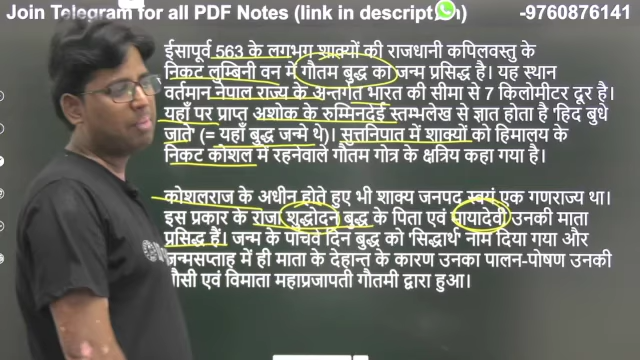 Join Telegram for all PDF Notes (link in description) -9760876141
ईसापूर्व 563 के लगभग शाक्यों की राजधानी कपिलवस्तु के
निकट लुम्बिनी वन में गौतम बुद्ध का जन्म प्रसिद्ध है। यह स्थान
वर्तमान नेपाल राज्य के अन्तर्गत भारत की सीमा से 7 किलोमीटर दूर है।
यहाँ पर प्राप्त अशोक के रुम्मिनदेई स्तम्भलेख से ज्ञात होता है 'हिद बुधे
जाते' (= यहाँ बुद्ध जन्मे थे)। सुत्तनिपात में शाक्यों को हिमालय के
निकट कोशल में रहनेवाले गौतम गोत्र के क्षत्रिय कहा गया है।
कोशलराज के अधीन होते हुए भी शाक्य जनपद स्वयं एक गणराज्य था।
इस प्रकार के राजा शुद्धोदन बुद्ध के पिता एवं मायादेवी उनकी माता
प्रसिद्ध हैं। जन्म के पाँचवे दिन बुद्ध को 'सिद्धार्थ' नाम दिया गया और
जन्मसप्ताह में ही माता के देहान्त के कारण उनका पालन-पोषण उनकी
मौसी एवं विमाता महाप्रजापती गौतमी द्वारा हुआ।